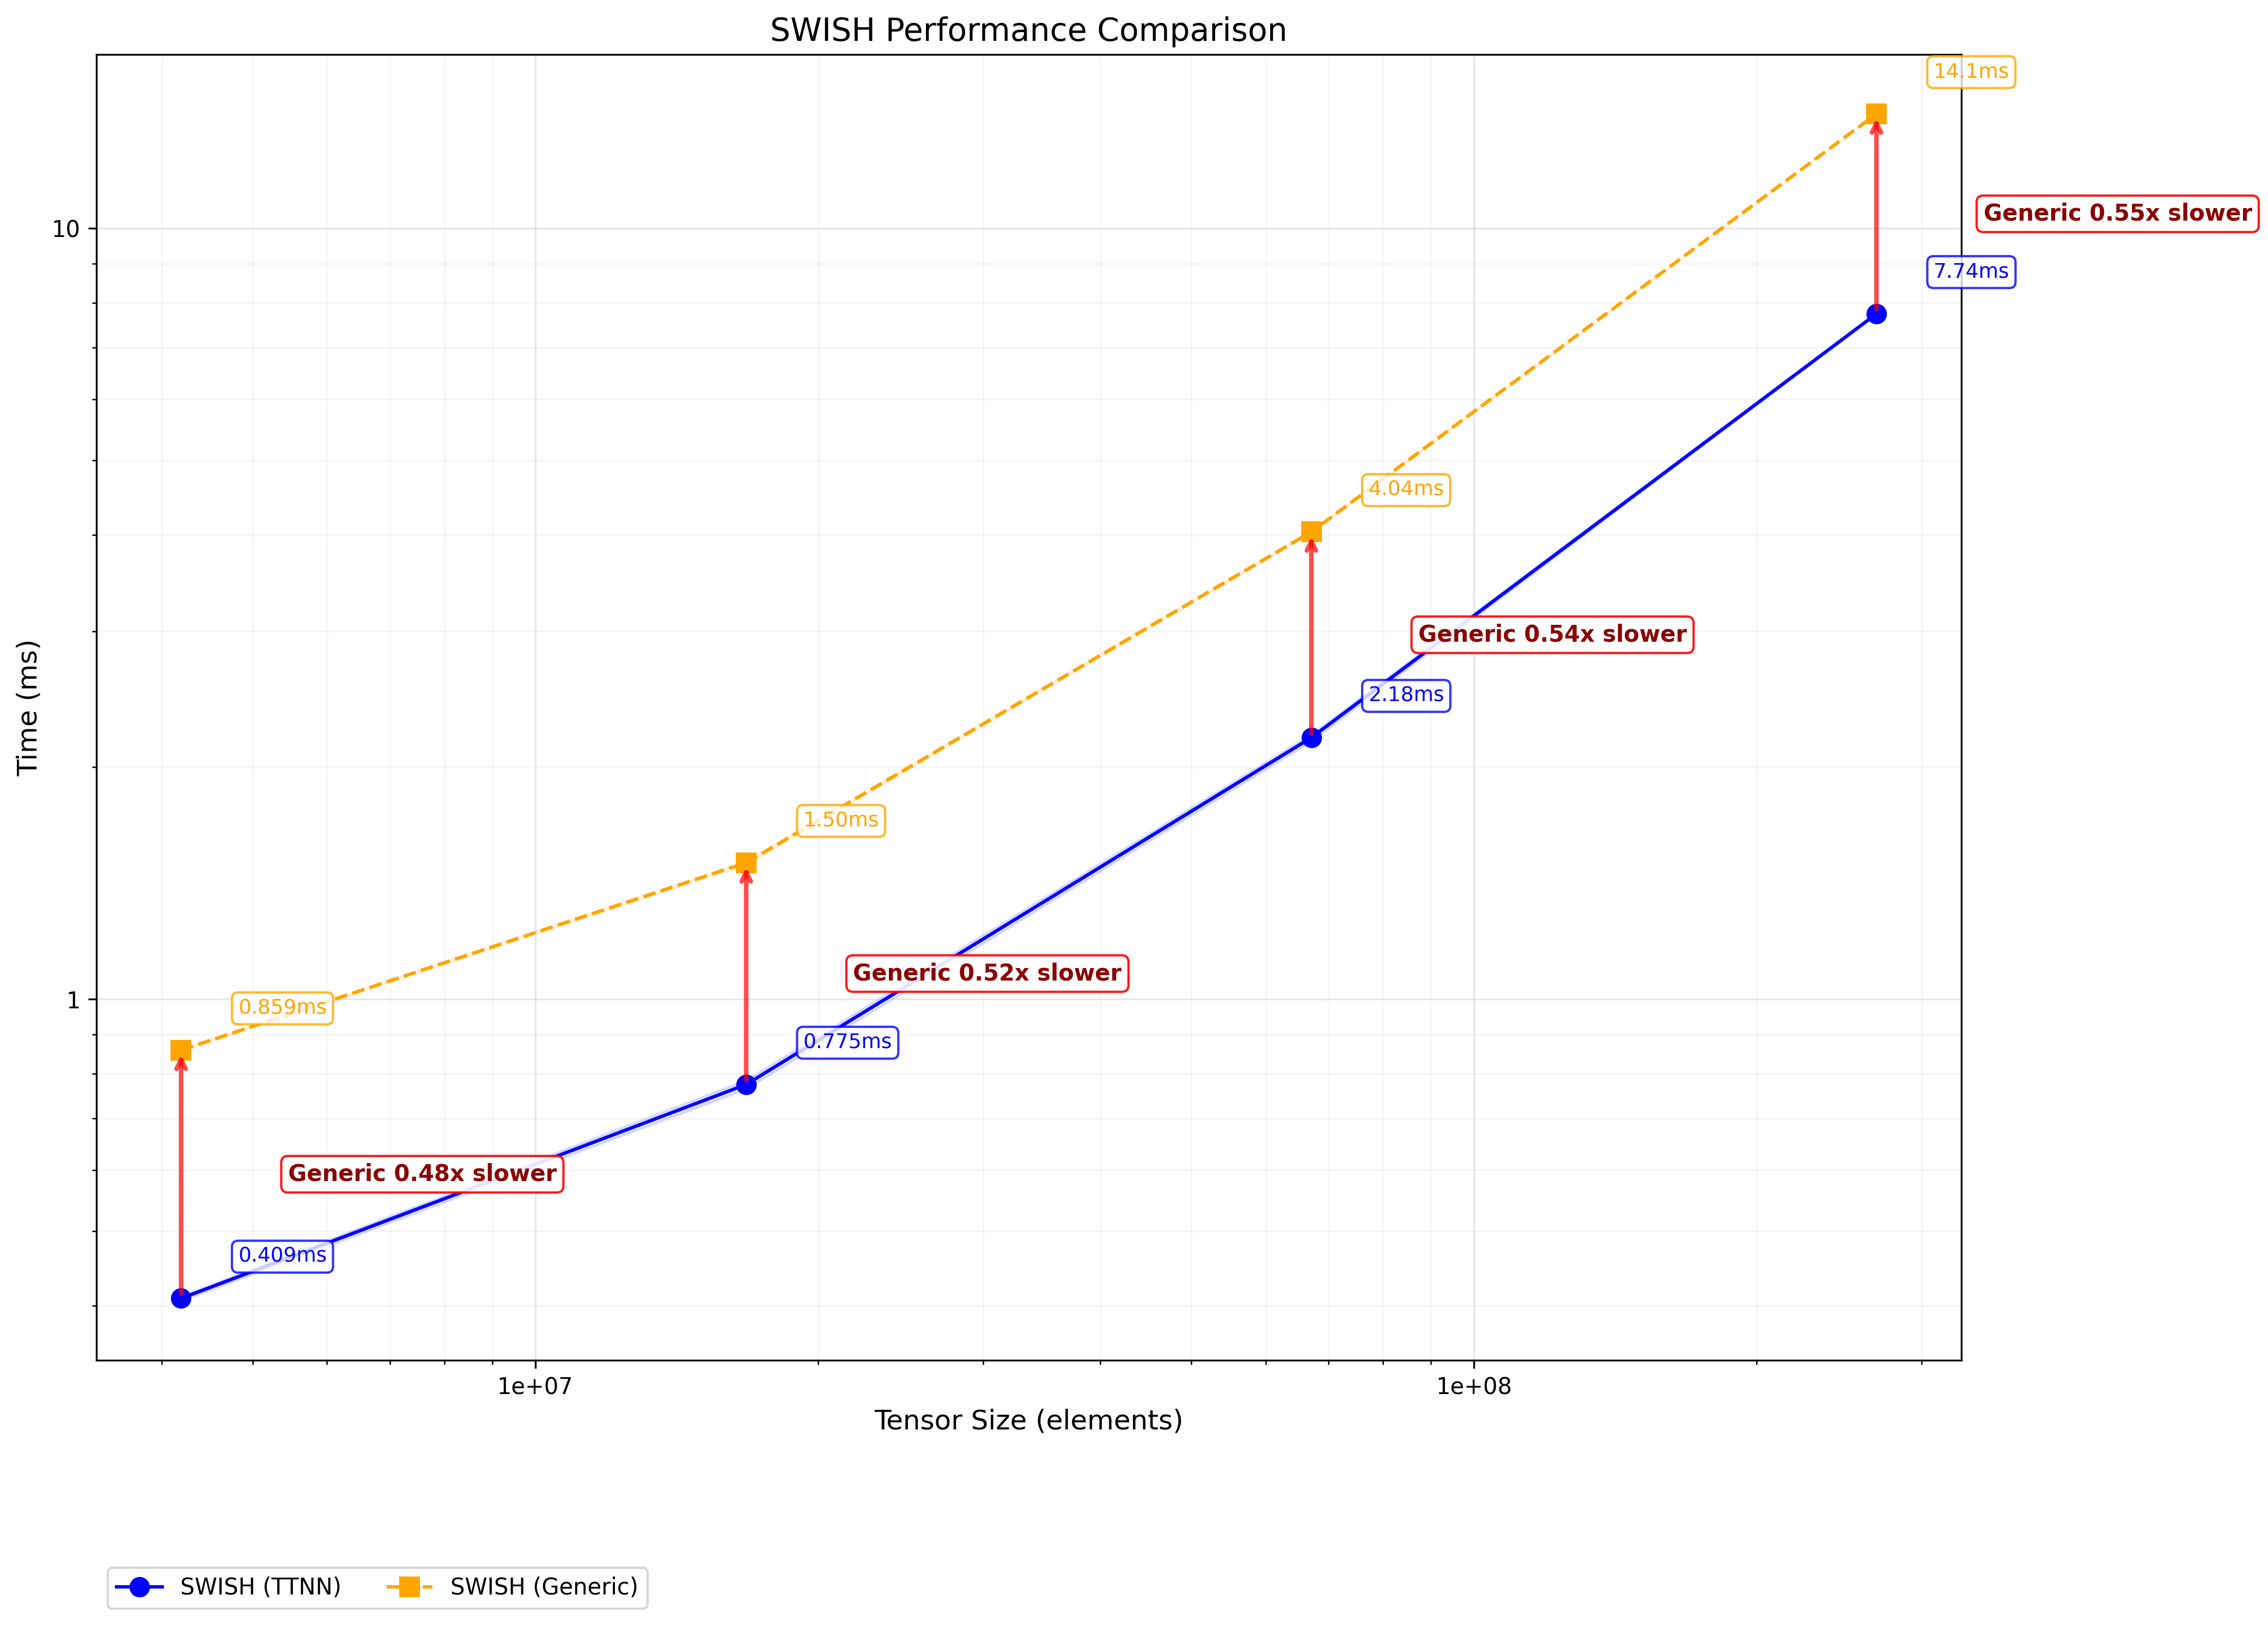 SWISH Performance Comparison
14.1ms
Generic 0.55x slower
10
7.74ms
4.04ms
Generic 0.54x slower
2.18ms
Time (ms)
1.50ms
Generic 0.52x slower
1
0.859ms
0.775ms
Generic 0.48x slower
0.409ms
1e+07
1e+08
Tensor Size (elements)
SWISH (TTNN)
SWISH (Generic)